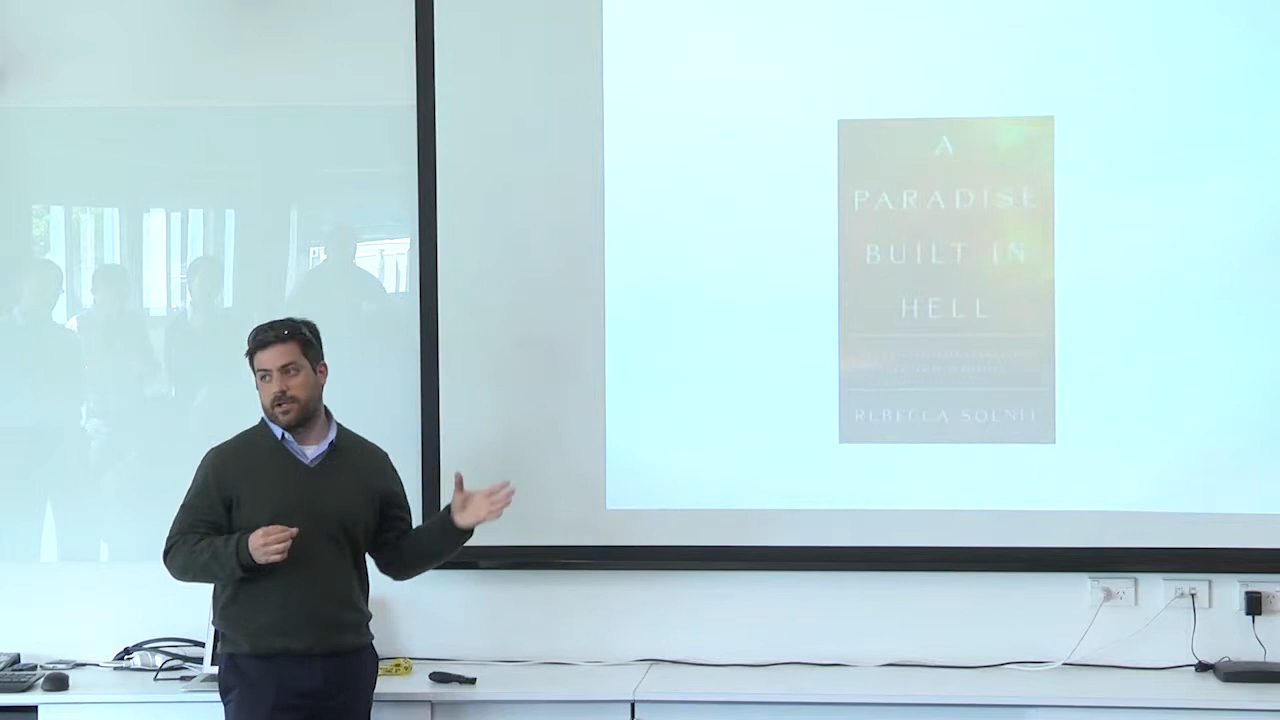 A
PARADISE
BUILT IN
HELL
REBECCA SOLNIT